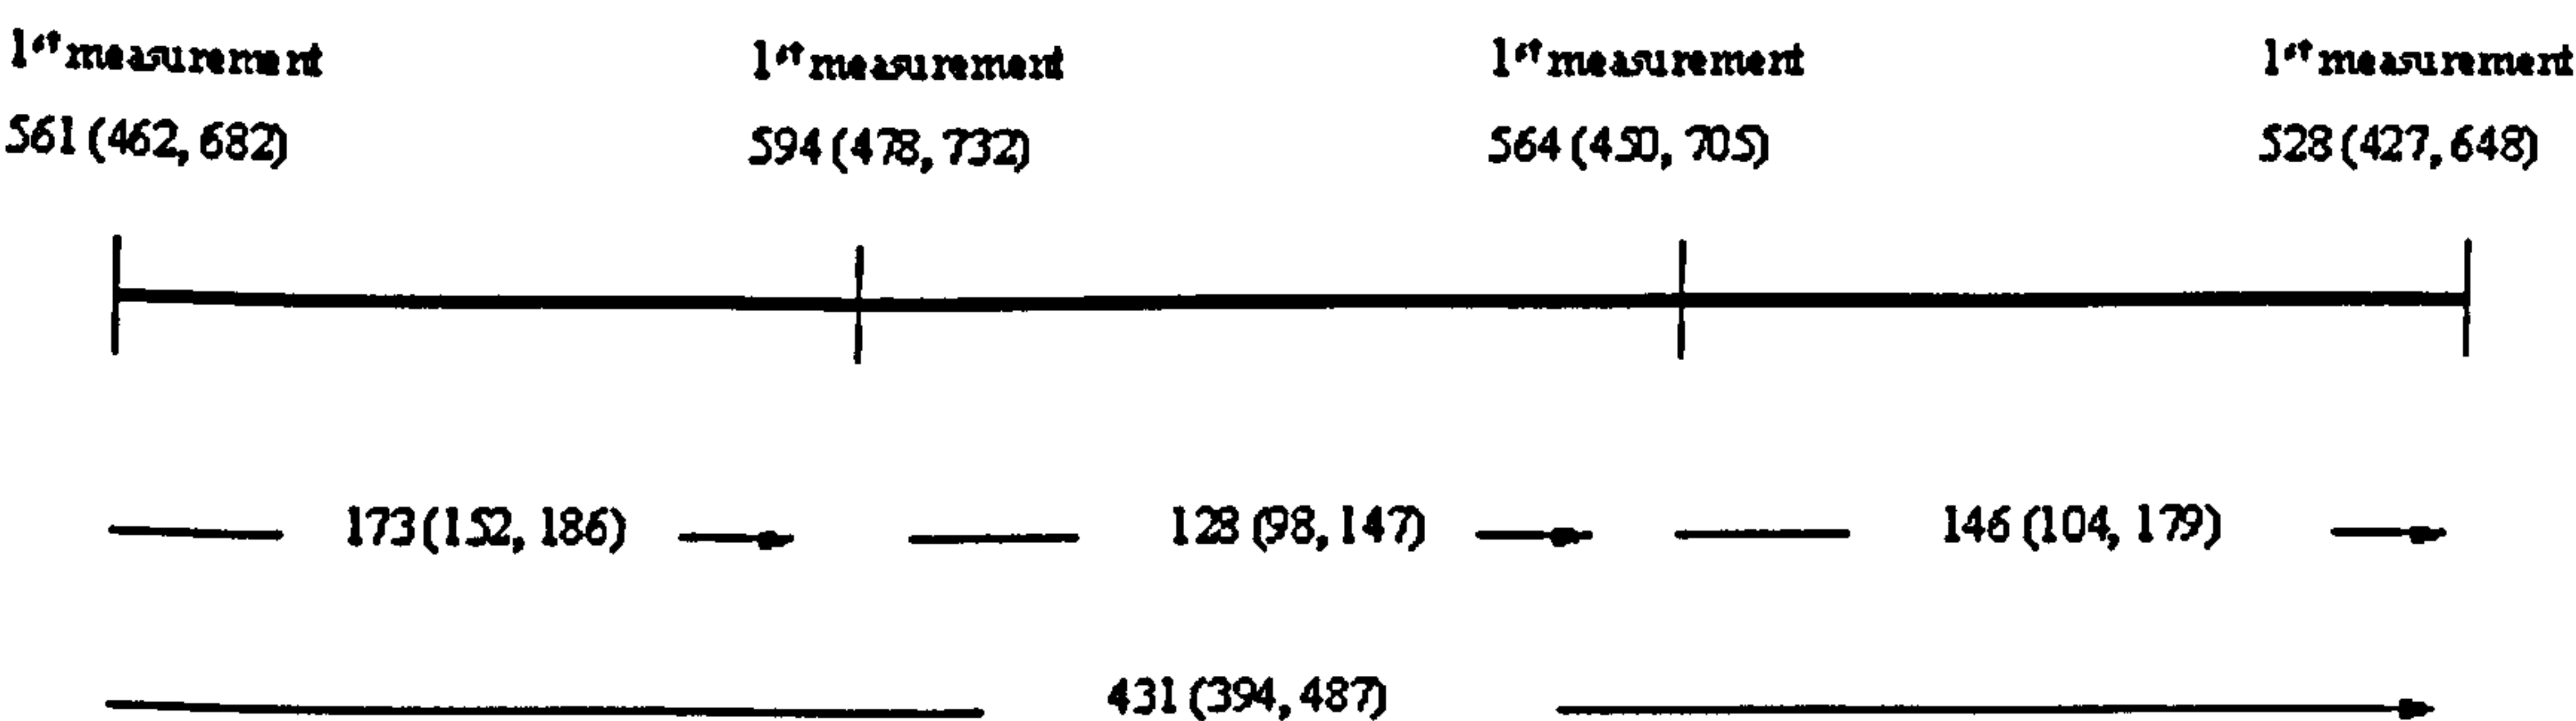 1st measurement 1st measurement 1st measurement 1st measurement
561 (462, 682) 594 (478, 732) 564 (450, 705) 528 (427, 648)
173 (152, 186) 128 (98, 147) 146 (104, 179)
431 (394, 487)